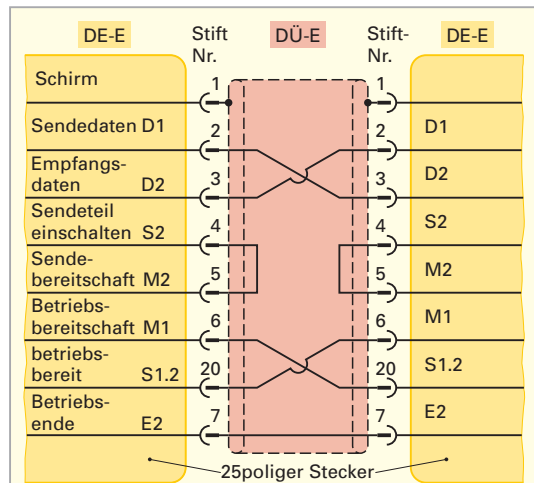 DE-E Stift Nr. DÜ-E Stift- Nr. DE-E
Schirm 1 1
Sendedaten D1 2 2 D1
Empfangs-
daten D2 3 3 D2
Sendeteil
einschalten S2 4 4 S2
Sende-
bereitschaft M2 5 5 M2
Betriebs-
bereitschaft M1 6 6 M1
betriebs-
bereit S1.2 20 20 S1.2
Betriebs-
ende E2 7 7 E2
25poliger Stecker